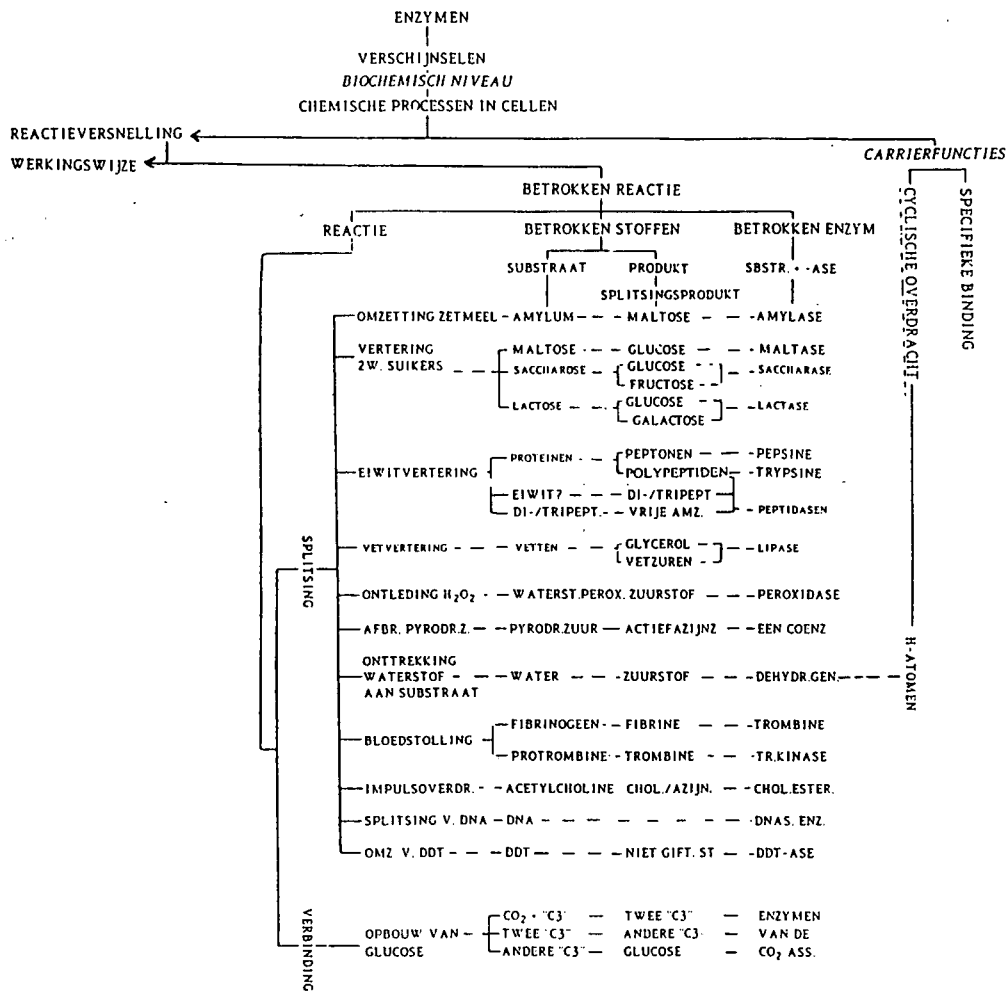 ENZYMEN
VERSCHIJNSELEN
BIOCHEMISCH NIVEAU
CHEMISCHE PROCESSEN IN CELLEN
REACTIEVERSNELLING
WERKINGSWIJZE
CARRIERFUNCTIES
CYCLISCHE OVERDRACHT
SPECIFIEKE BINDING
BETROKKEN REACTIE
REACTIE BETROKKEN STOFFEN BETROKKEN ENZYM
SUBSTRAAT PRODUKT SBSTR. + -ASE
SPLITSINGSPRODUKT
OMZETTING ZETMEEL AMYLUM MALTOSE AMYLASE
VERTERING MALTOSE GLUCOSE MALTASE
2W. SUIKERS SACCHAROSE GLUCOSE SACCHARASE
FRUCTOSE
LACTOSE GLUCOSE LACTASE
GALACTOSE
EIWITVERTERING PROTEINEN PEPTONEN PEPSINE
POLYPEPTIDEN TRYPSINE
EIWIT? DI-/TRIPEPT
DI-/TRIPEPT. VRIJE AMZ. PEPTIDASEN
SPLITSING
VETVERTERING VETTEN GLYCEROL LIPASE
VETZUREN
ONTLEDING H₂O₂ WATERST.PEROX. ZUURSTOF PEROXIDASE
AFBR. PYRODR.Z. PYRODR.ZUUR ACTIEFAZIJNZ EEN COENZ
ONTTREKKING
WATERSTOF WATER ZUURSTOF DEHYDR.GEN. H-ATOMEN
AAN SUBSTRAAT
BLOEDSTOLLING FIBRINOGEEN FIBRINE TROMBINE
PROTROMBINE TROMBINE TR.KINASE
IMPULSOVERDR. ACETYLCHOLINE CHOL./AZIJN. CHOL.ESTER.
SPLITSING V. DNA DNA DNAS. ENZ.
OMZ V. DDT DDT NIET GIFT. ST DDT-ASE
VERBINDING
OPBOUW VAN CO₂ + "C3" TWEE "C3" ENZYMEN
GLUCOSE TWEE "C3" ANDERE "C3" VAN DE
ANDERE "C3" GLUCOSE CO₂ ASS.